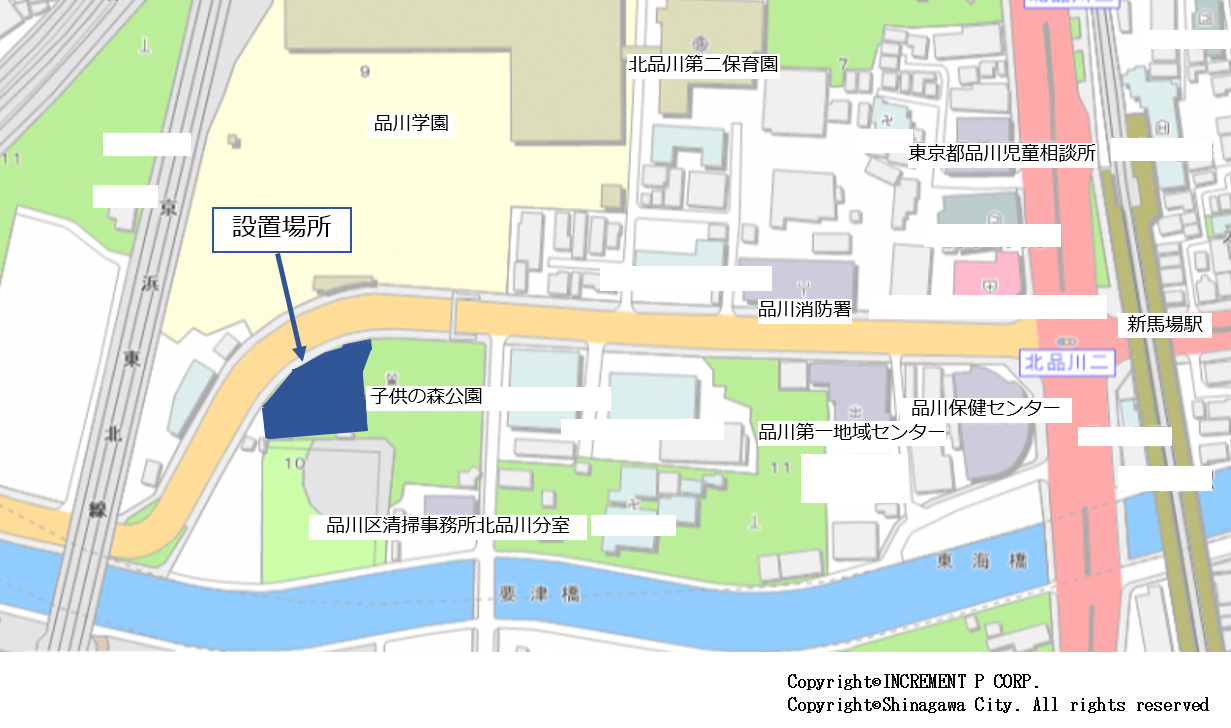 北品川二
北品川第二保育園
9
7
品川学園
11
東京都品川児童相談所
設置場所
京浜東北線
品川消防署
新馬場駅
北品川二
子供の森公園
品川保健センター
品川第一地域センター
10
11
品川区清掃事務所北品川分室
東海橋
要津橋
Copyright©INCREMENT P CORP.
Copyright©Shinagawa City. All rights reserved